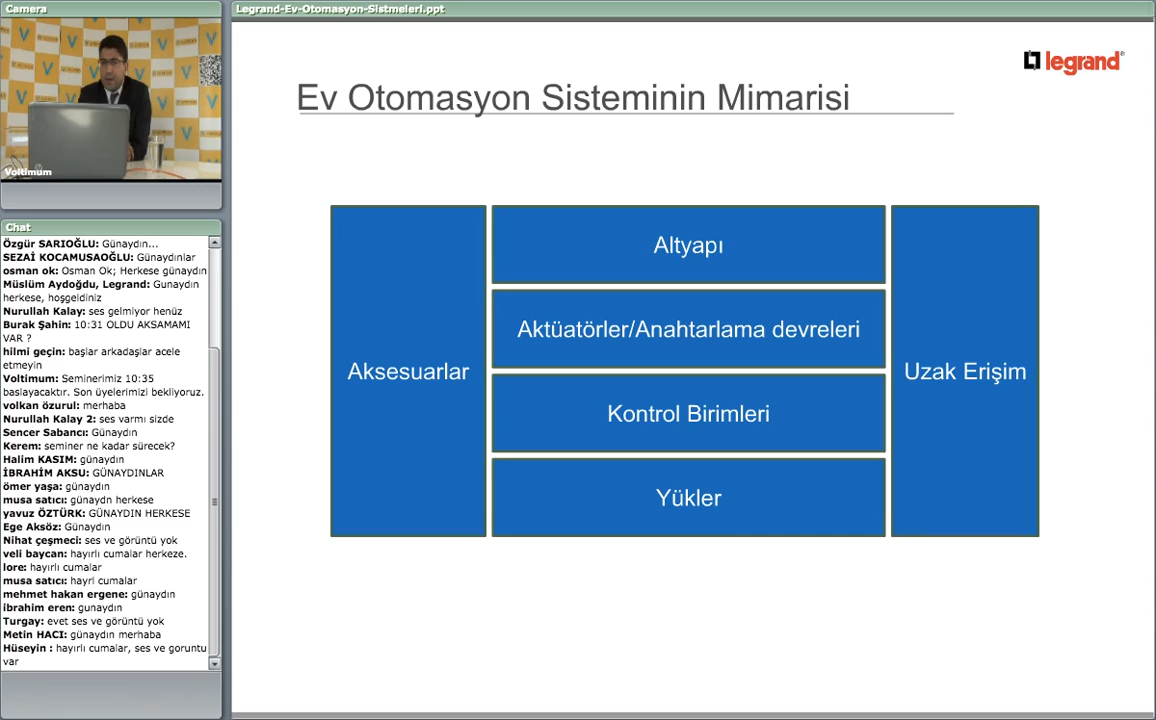 Camera
Voltimum
Chat
Özgür SARIOĞLU: Günaydın...
SEZAİ KOCAMUSAOĞLU: Günaydınlar
osman ok: Osman Ok; Herkese günaydın
Müslüm Aydoğdu, Legrand: Gunaydın
herkese, hoşgeldiniz
Nurullah Kalay: ses gelmiyor henüz
Burak Şahin: 10:31 OLDU AKSAMAMI
VAR ?
hilmi geçin: başlar arkadaşlar acele
etmeyin
Voltimum: Seminerimiz 10:35
baslayacaktır. Son üyelerimizi bekliyoruz.
volkan özurul: merhaba
Nurullah Kalay 2: ses varmı sizde
Sencer Sabancı: Günaydın
Kerem: seminer ne kadar sürecek?
Halim KASIM: günaydın
İBRAHİM AKSU: GÜNAYDINLAR
ömer yaşa: günaydın
musa satıcı: günaydn herkese
yavuz ÖZTÜRK: GÜNAYDIN HERKESE
Ege Aksöz: Günaydın
Nihat çeşmeci: ses ve görüntü yok
veli baycan: hayırlı cumalar herkeze.
lore: hayırlı cumalar
musa satıcı: hayrl cumalar
mehmet hakan ergene: günaydın
ibrahim eren: gunaydın
Turgay: evet ses ve görüntü yok
Metin HACI: günaydın merhaba
Hüseyin : hayırlı cumalar, ses ve goruntu
var
Legrand-Ev-Otomasyon-Sistmeleri.ppt
legrand®
Ev Otomasyon Sisteminin Mimarisi
Aksesuarlar
Altyapı
Aktüatörler/Anahtarlama devreleri
Kontrol Birimleri
Yükler
Uzak Erişim